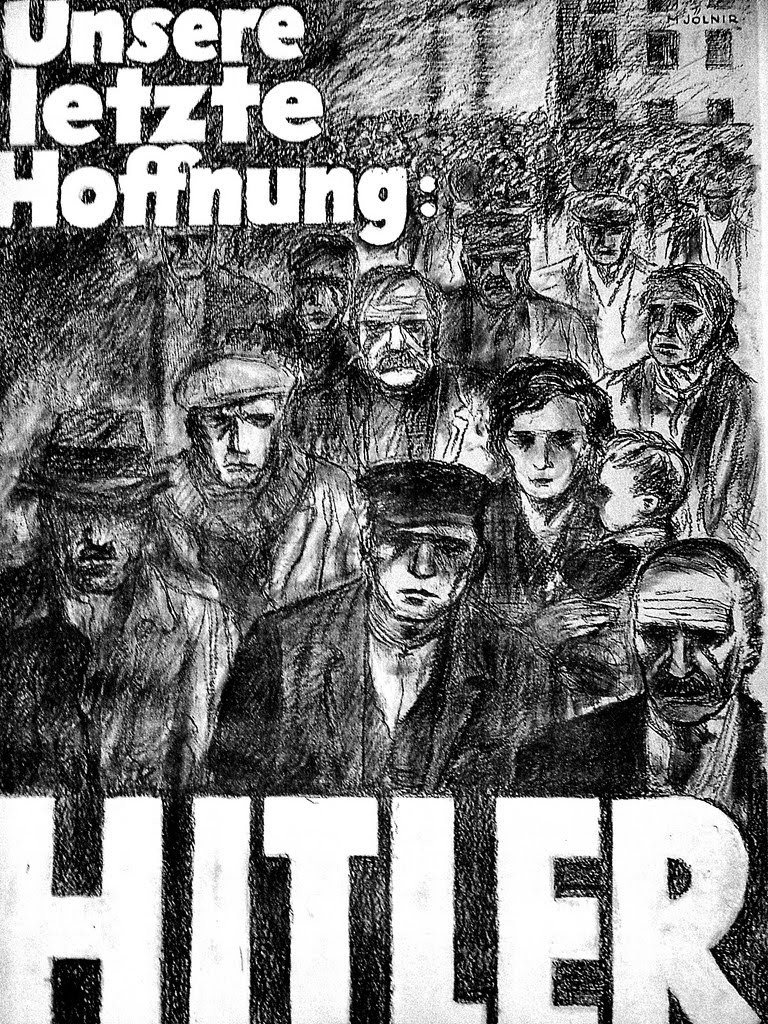 Unsere
letzte
Hoffnung:
MJÖLNIR
HITLER